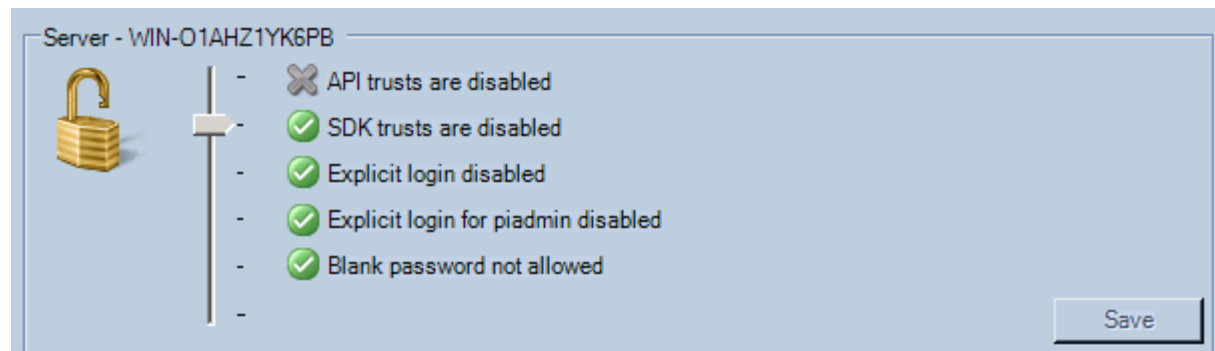 Server - WIN-O1AHZ1YK6PB
API trusts are disabled
SDK trusts are disabled
Explicit login disabled
Explicit login for piadmin disabled
Blank password not allowed
Save